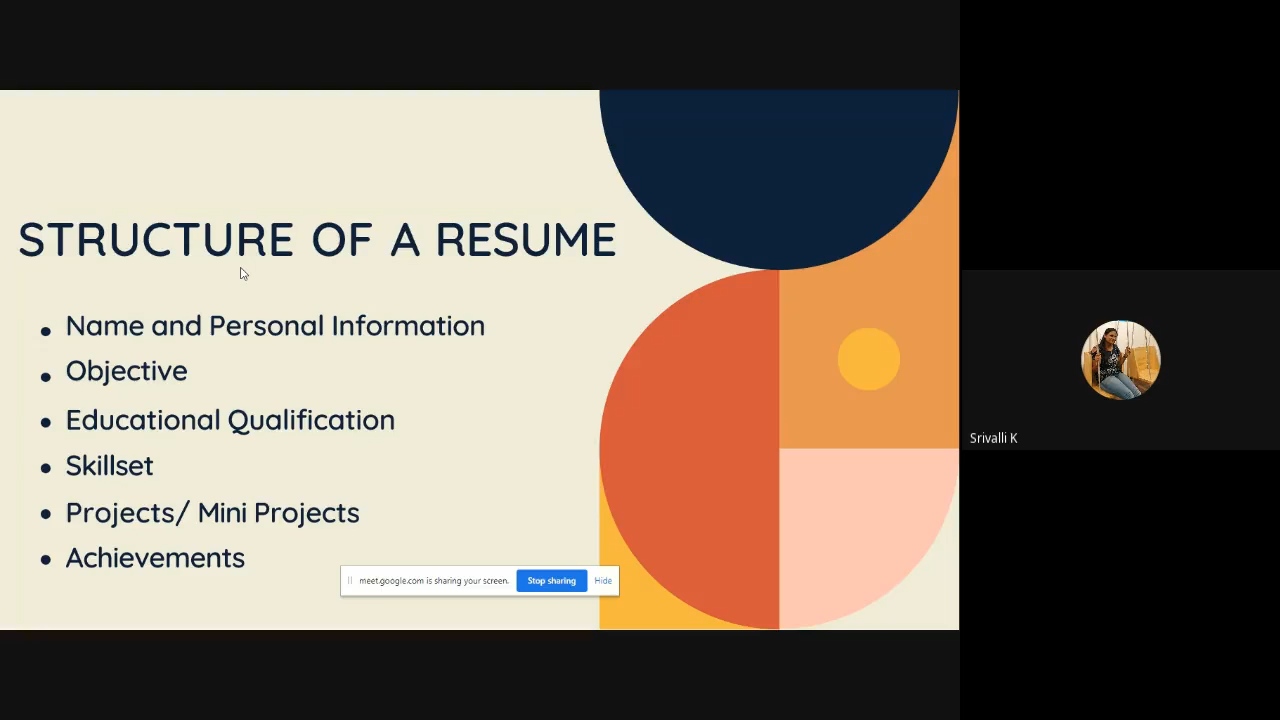 STRUCTURE OF A RESUME
Name and Personal Information
Objective
Educational Qualification
Skillset
Projects/ Mini Projects
Achievements
meet.google.com is sharing your screen. Stop sharing Hide
Srivalli K